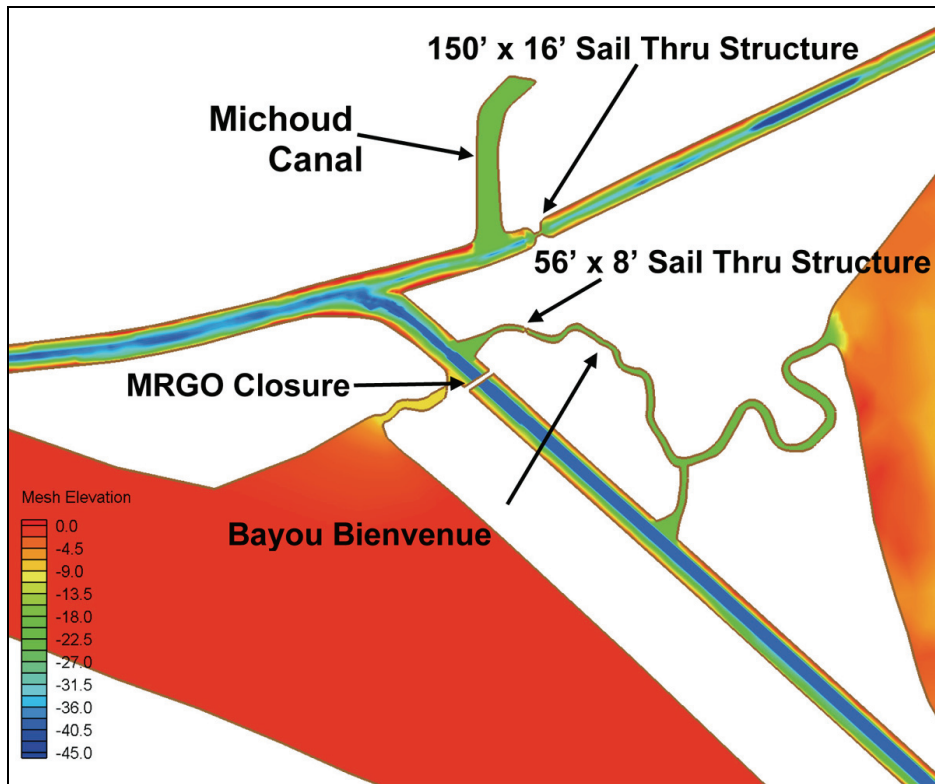 150' x 16' Sail Thru Structure
Michoud
Canal
56' x 8' Sail Thru Structure
MRGO Closure
Bayou Bienvenue
Mesh Elevation
0.0
-4.5
-9.0
-13.5
-18.0
-22.5
-27.0
-31.5
-36.0
-40.5
-45.0